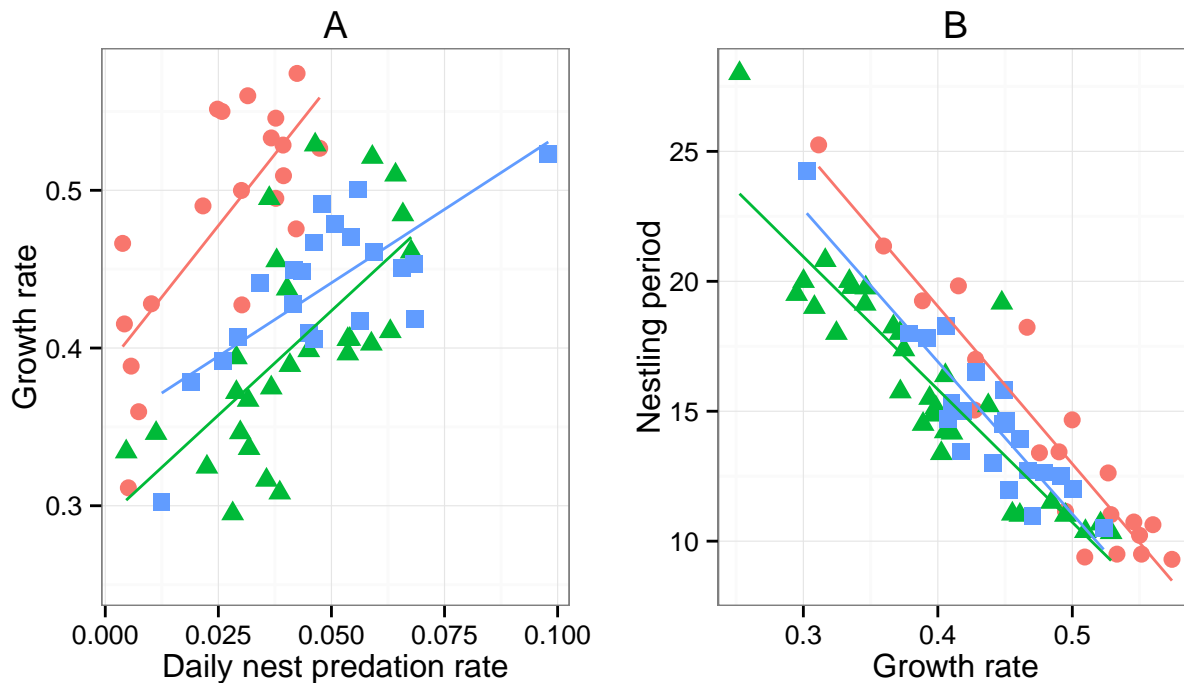 A
Growth rate
0.5
0.4
0.3
0.000 0.025 0.050 0.075 0.100
Daily nest predation rate
B
Nestling period
25
20
15
10
0.3 0.4 0.5
Growth rate